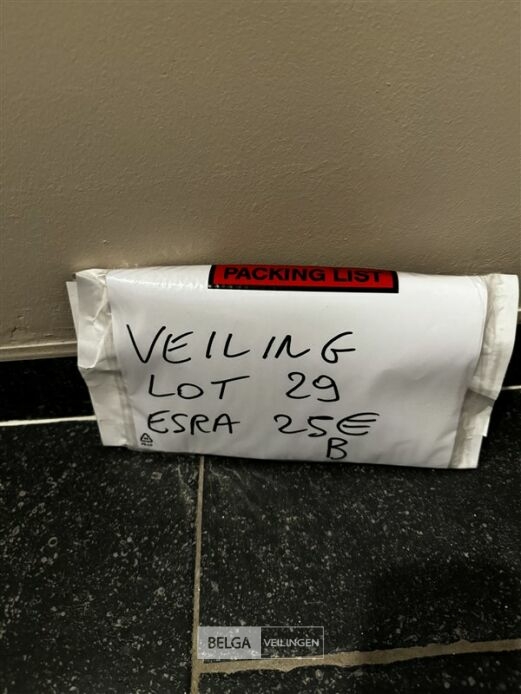 PACKING LIST
VEILING
LOT 29
ESRA 25€
B
BELGA VEILINGEN